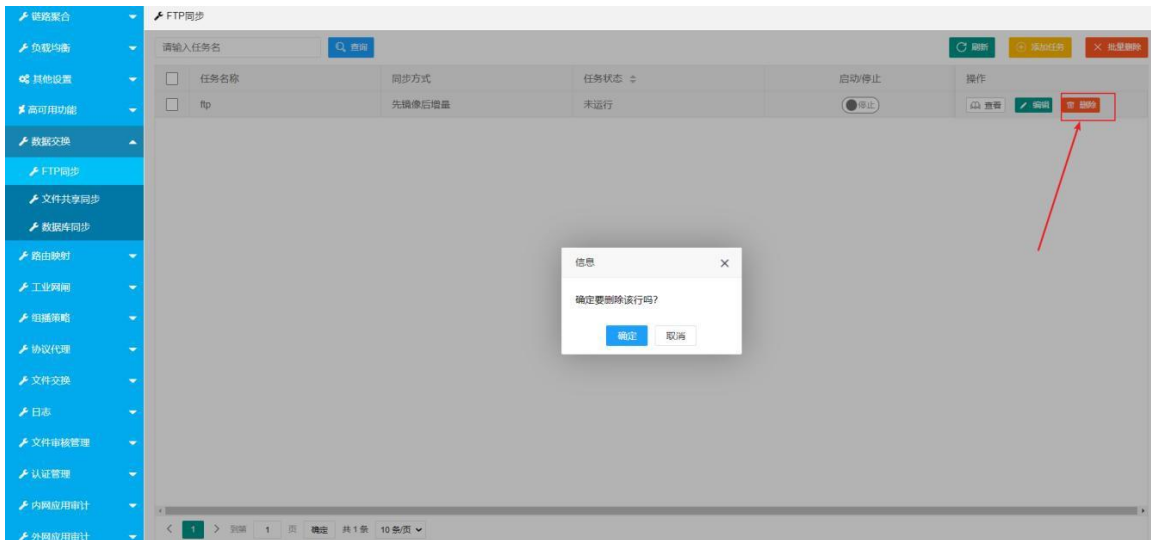 链路聚合
负载均衡
其他设置
高可用功能
数据交换
FTP同步
文件共享同步
数据库同步
路由映射
工业网闸
组播策略
协议代理
文件交换
日志
文件审核管理
认证管理
内网应用审计
外网应用审计
FTP同步
请输入任务名 查询 刷新 添加任务 批量删除
任务名称 同步方式 任务状态 启动/停止 操作
ftp 先镜像后增量 未运行 停止 查看 编辑 删除
信息
确定要删除该行吗?
确定 取消
1 到第 1 页 确定 共 1 条 10 条/页